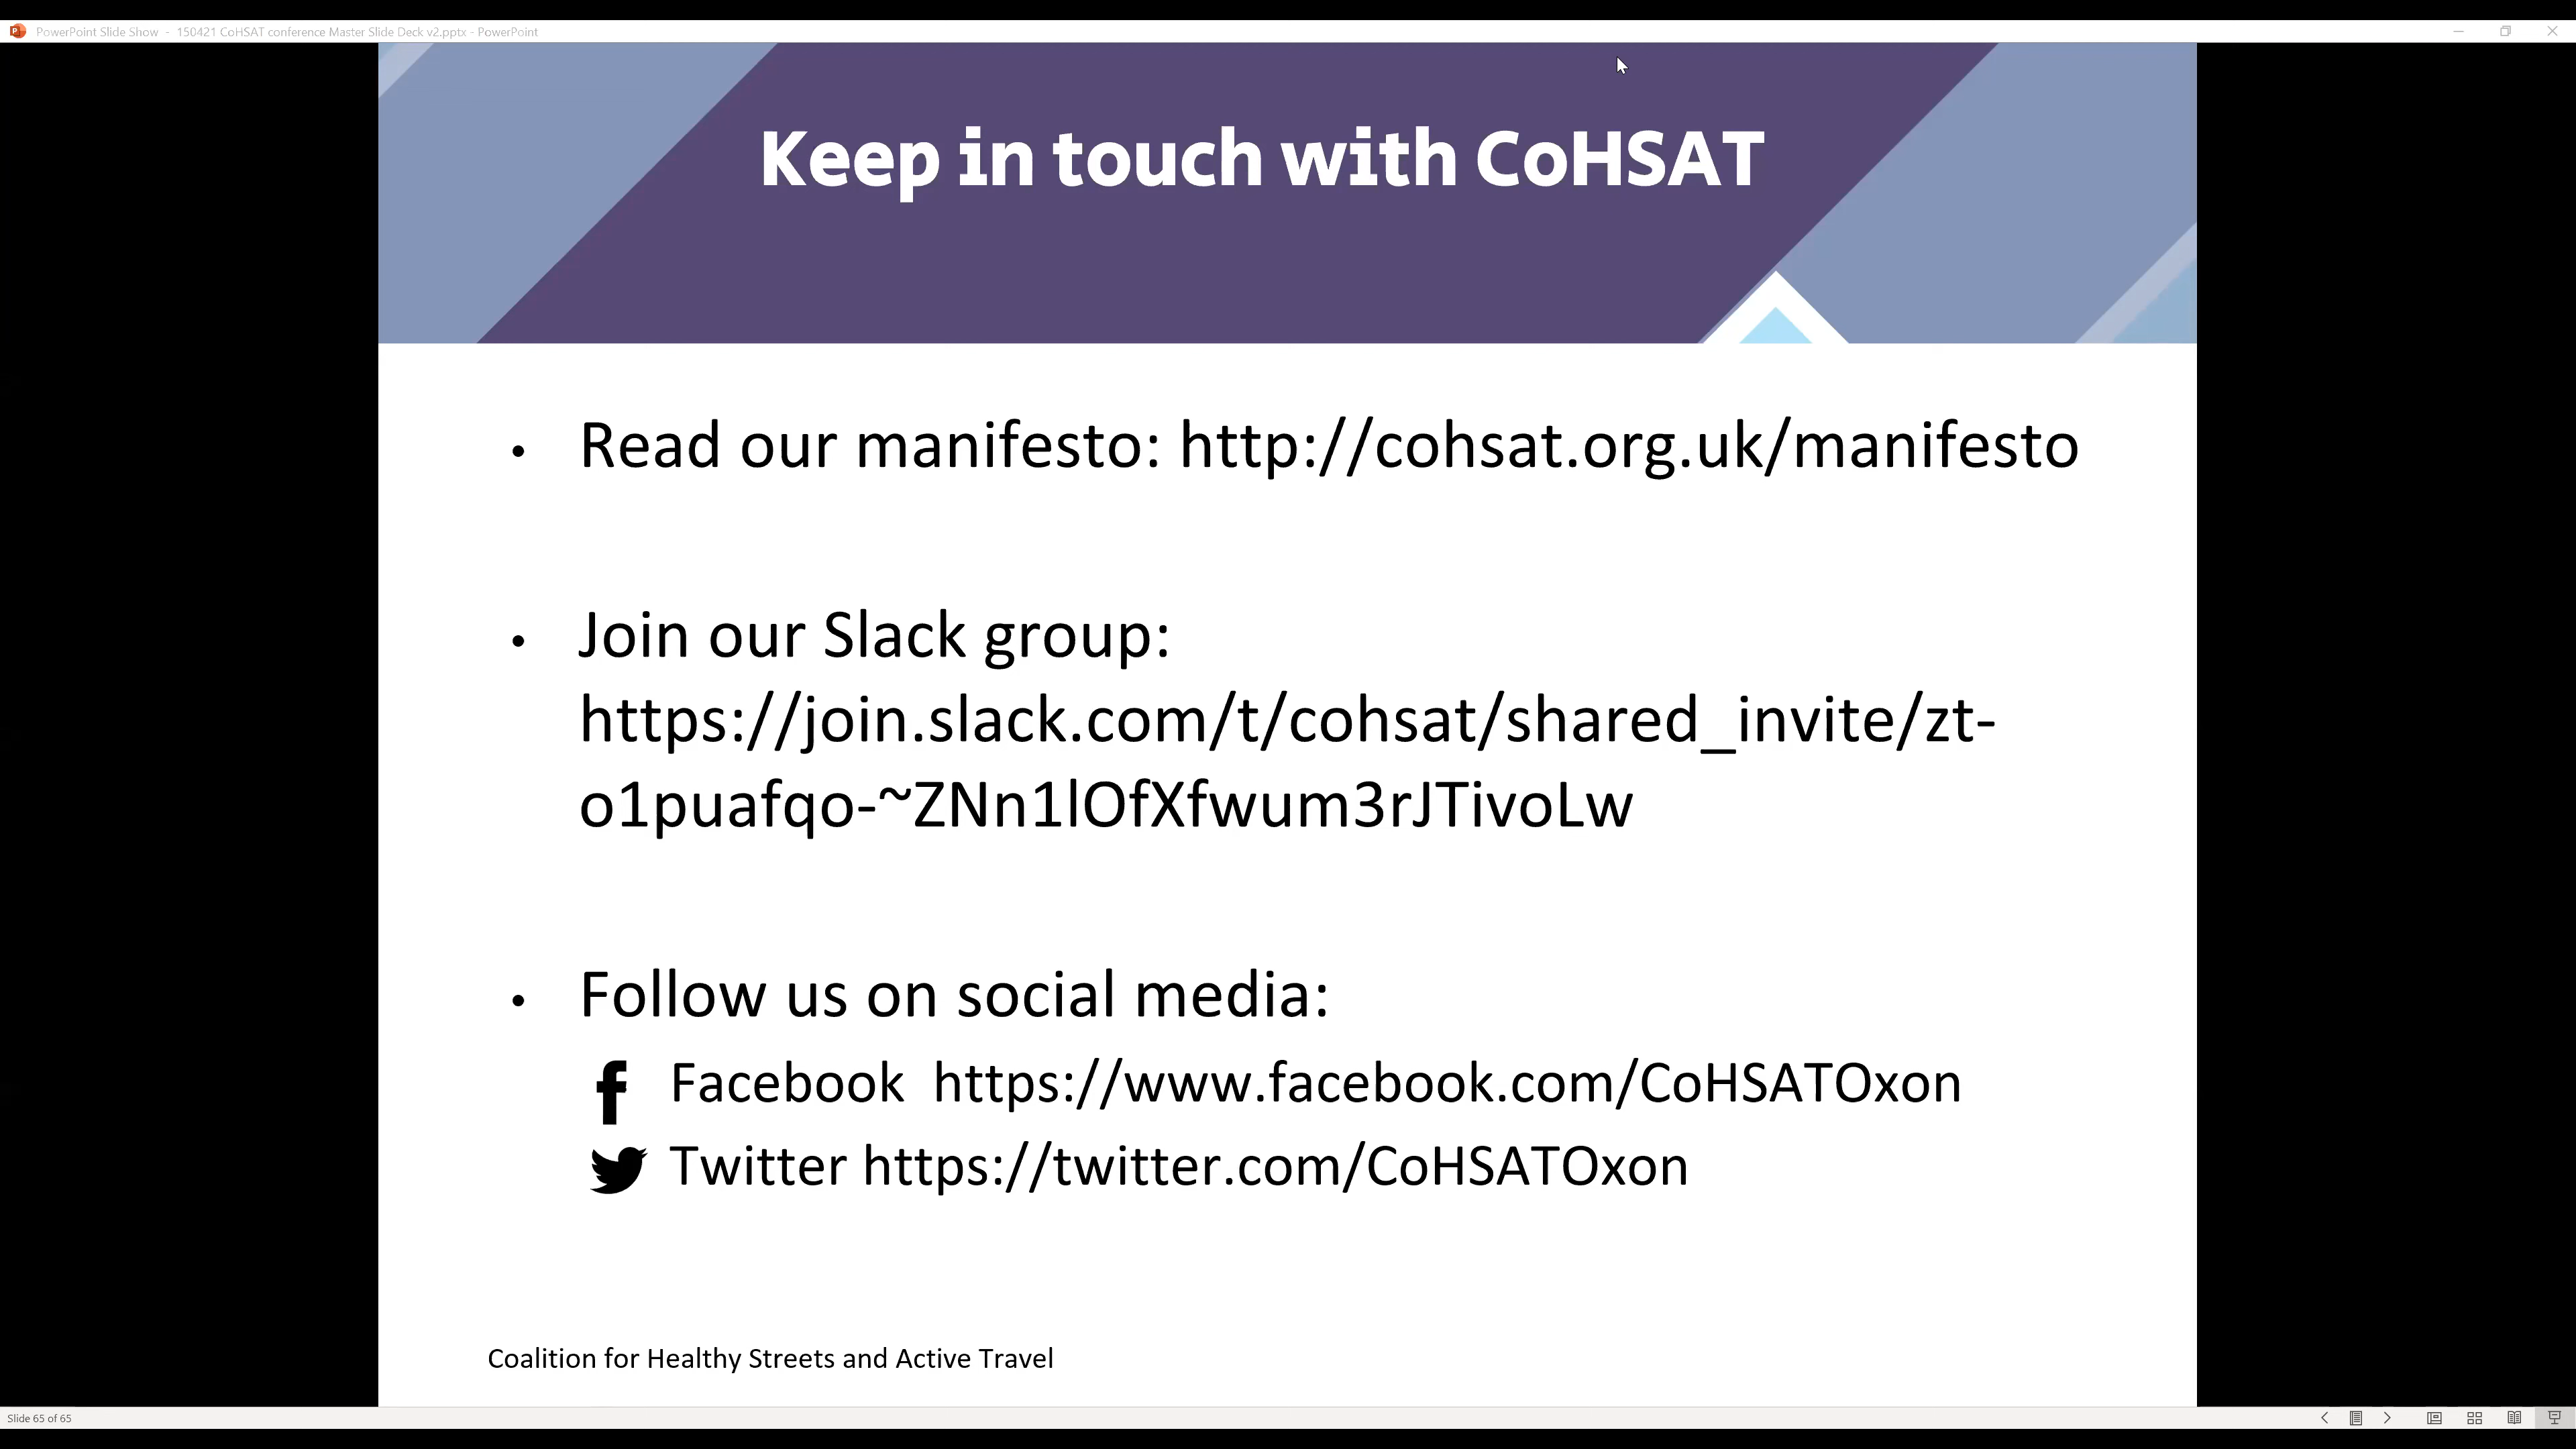 PowerPoint Slide Show - 150421 CoHSAT conference Master Slide Deck v2.pptx - PowerPoint
Keep in touch with CoHSAT
• Read our manifesto: http://cohsat.org.uk/manifesto
• Join our Slack group:
https://join.slack.com/t/cohsat/shared_invite/zt-
o1puafqo-~ZNn1lOfXfwum3rJTivoLw
• Follow us on social media:
Facebook https://www.facebook.com/CoHSATOxon
Twitter https://twitter.com/CoHSATOxon
Coalition for Healthy Streets and Active Travel
Slide 65 of 65